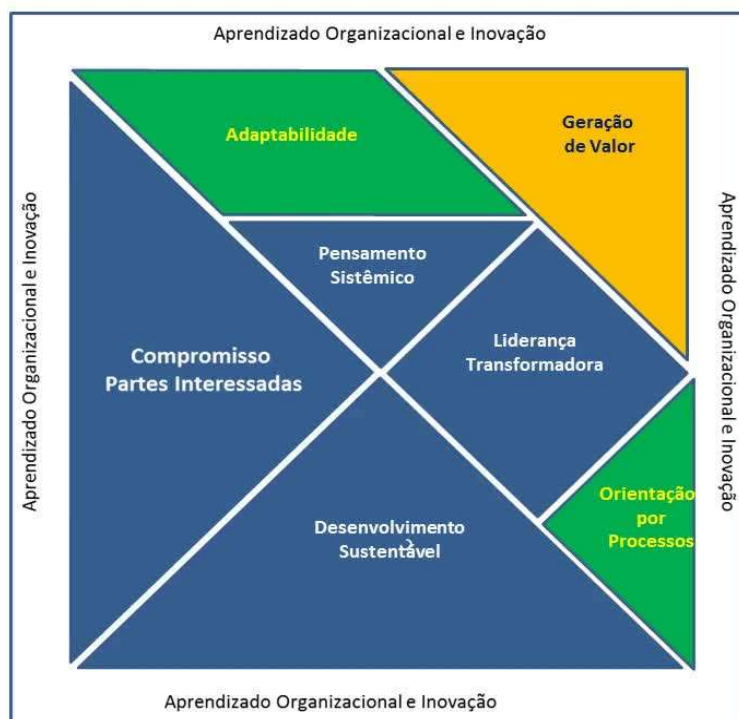 Aprendizado Organizacional e Inovação
Adaptabilidade
Geração
de Valor
Aprendizado Organizacional e Inovação
Pensamento
Sistêmico
Compromisso
Partes Interessadas
Liderança
Transformadora
Aprendizado Organizacional e Inovação
Desenvolvimento
Sustentável
Orientação
por
Processos
Aprendizado Organizacional e Inovação